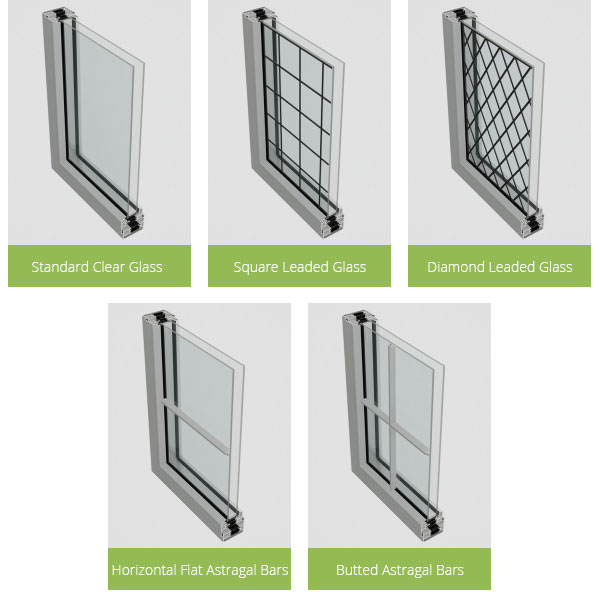 Standard Clear Glass
Square Leaded Glass
Diamond Leaded Glass
Horizontal Flat Astragal Bars
Butted Astragal Bars